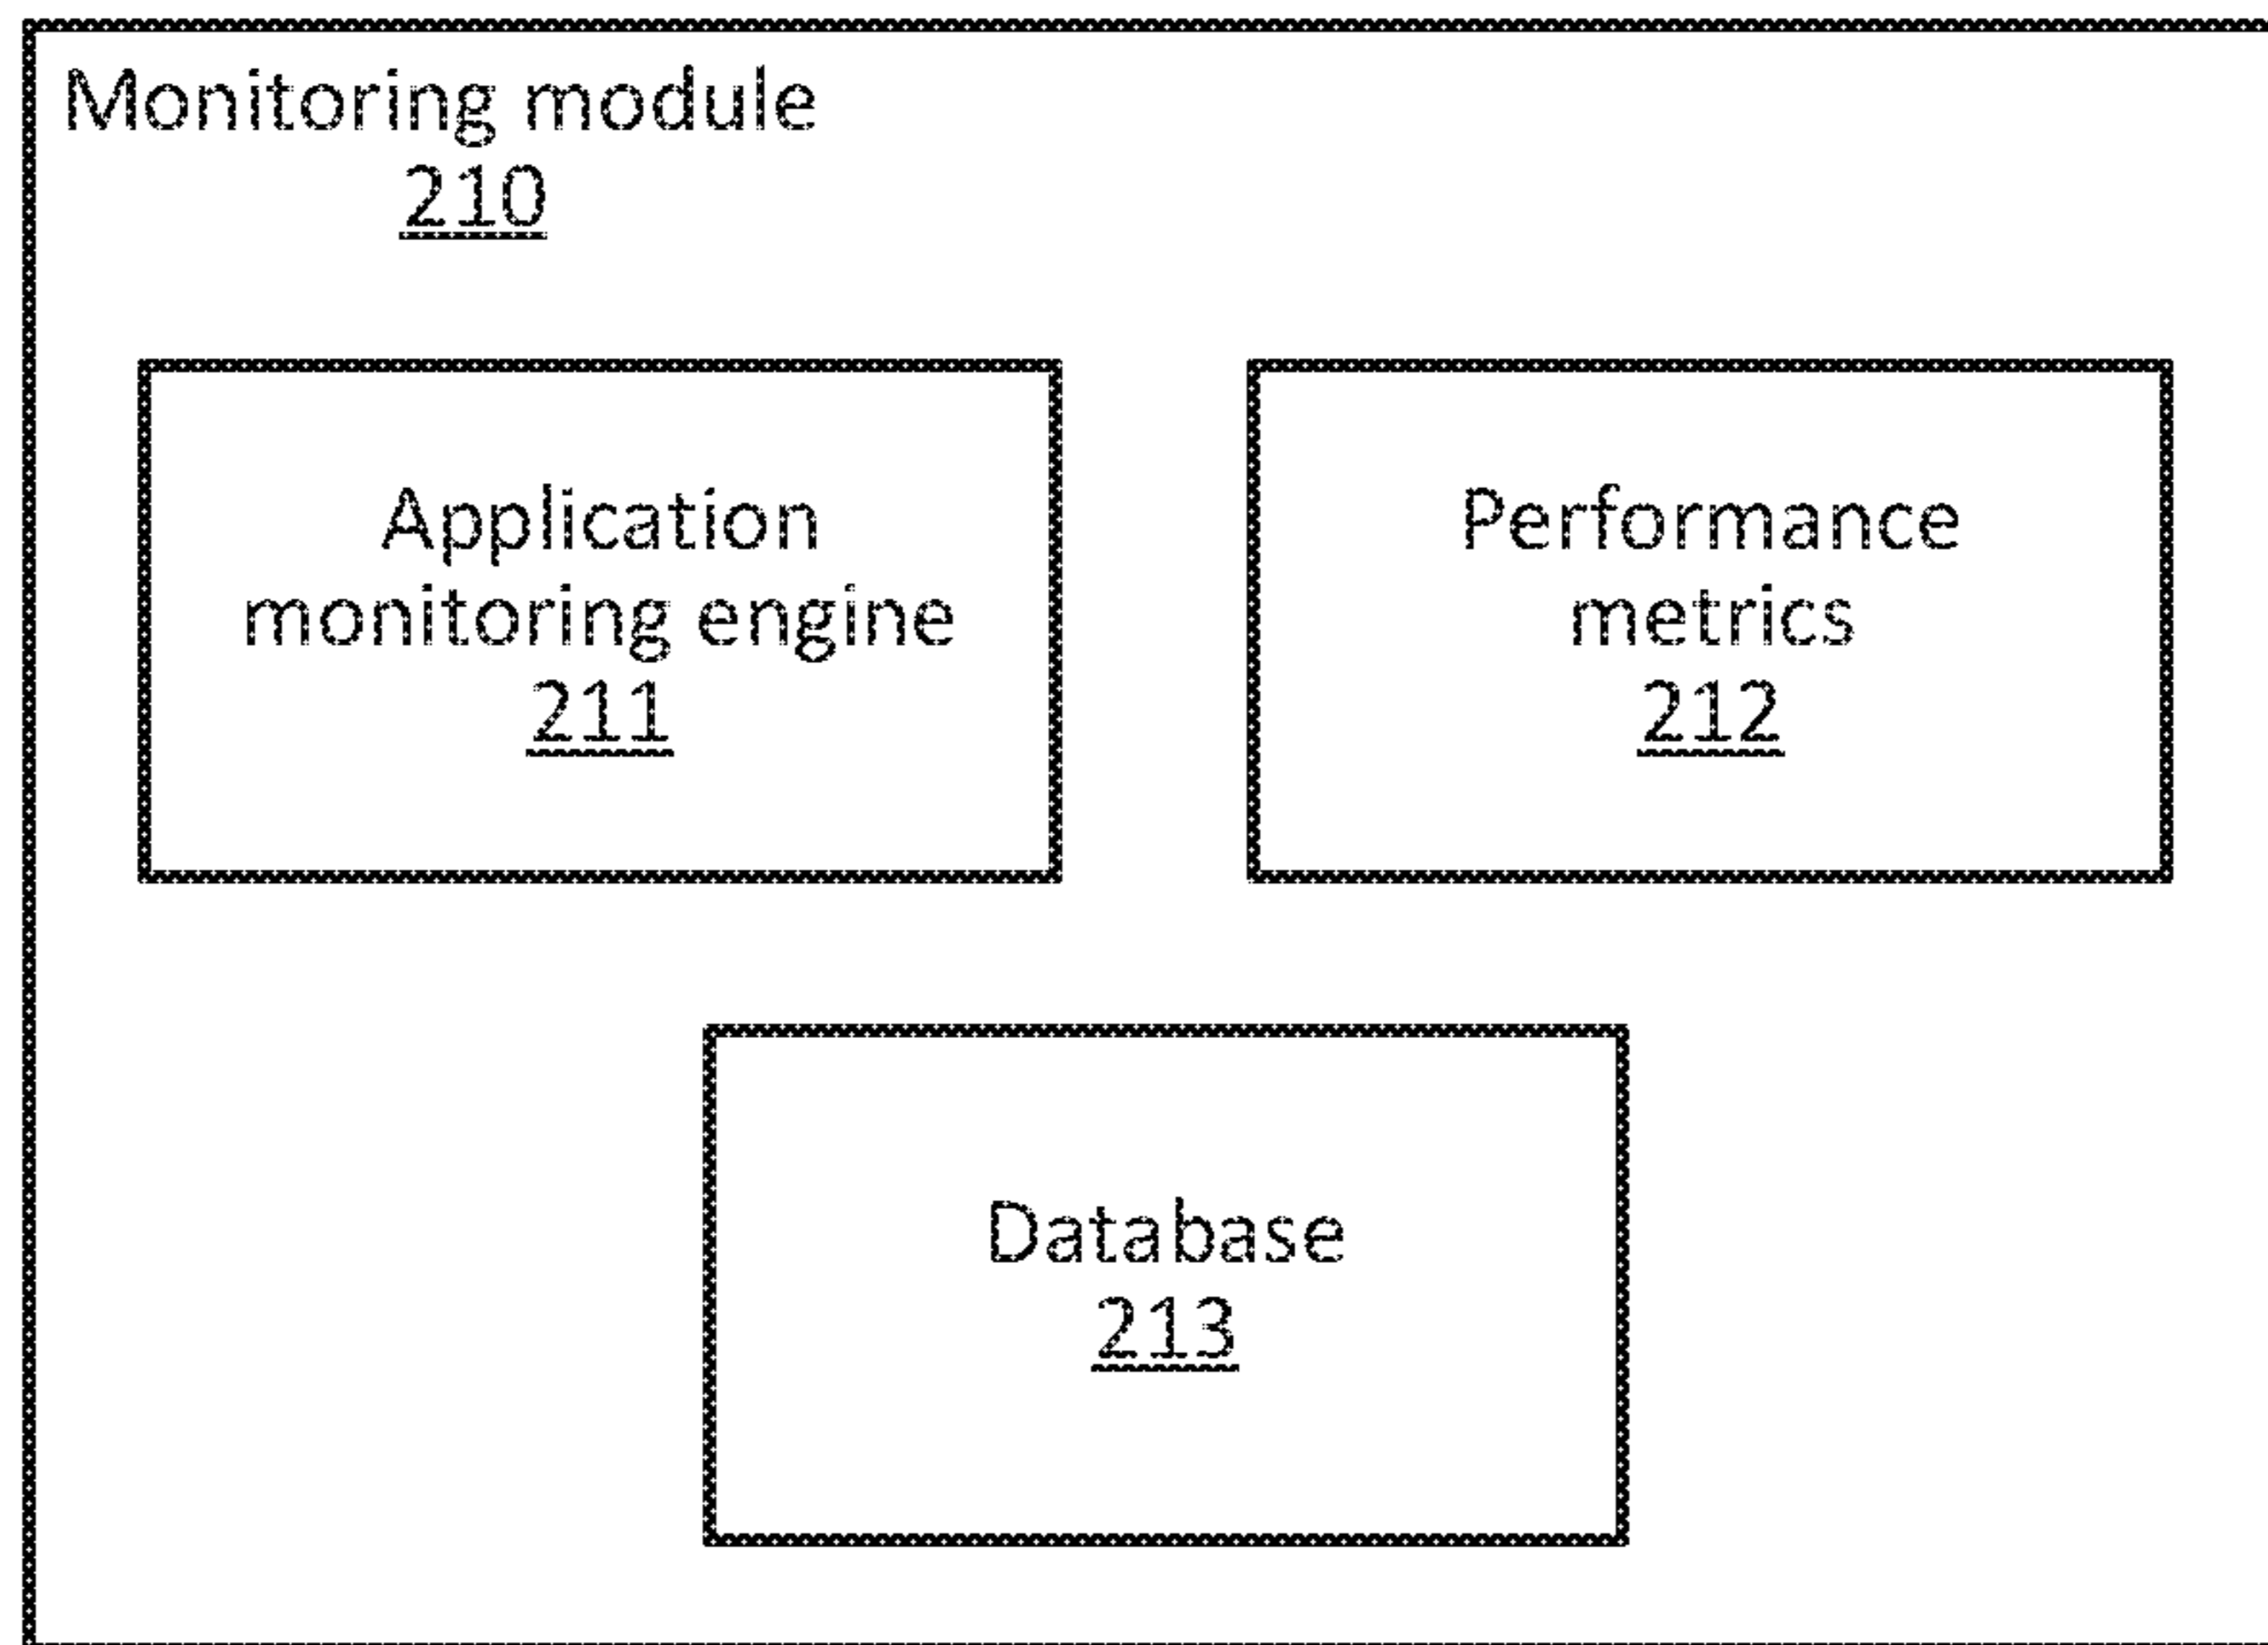 Monitoring module
210
Application
monitoring engine
211
Performance
metrics
212
Database
213